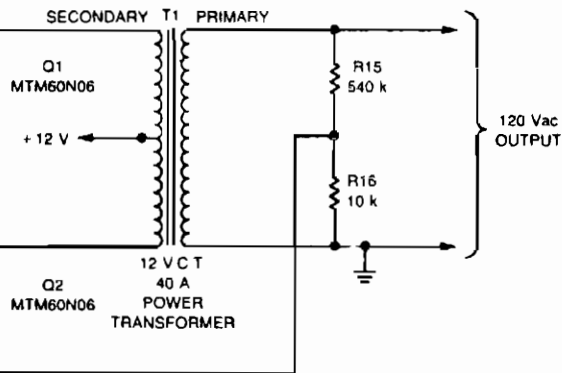 SECONDARY T1 PRIMARY
Q1
MTM60N06
+ 12 V
R15
540 k
120 Vac
OUTPUT
R16
10 k
Q2
MTM60N06
12 V C T
40 A
POWER
TRANSFORMER